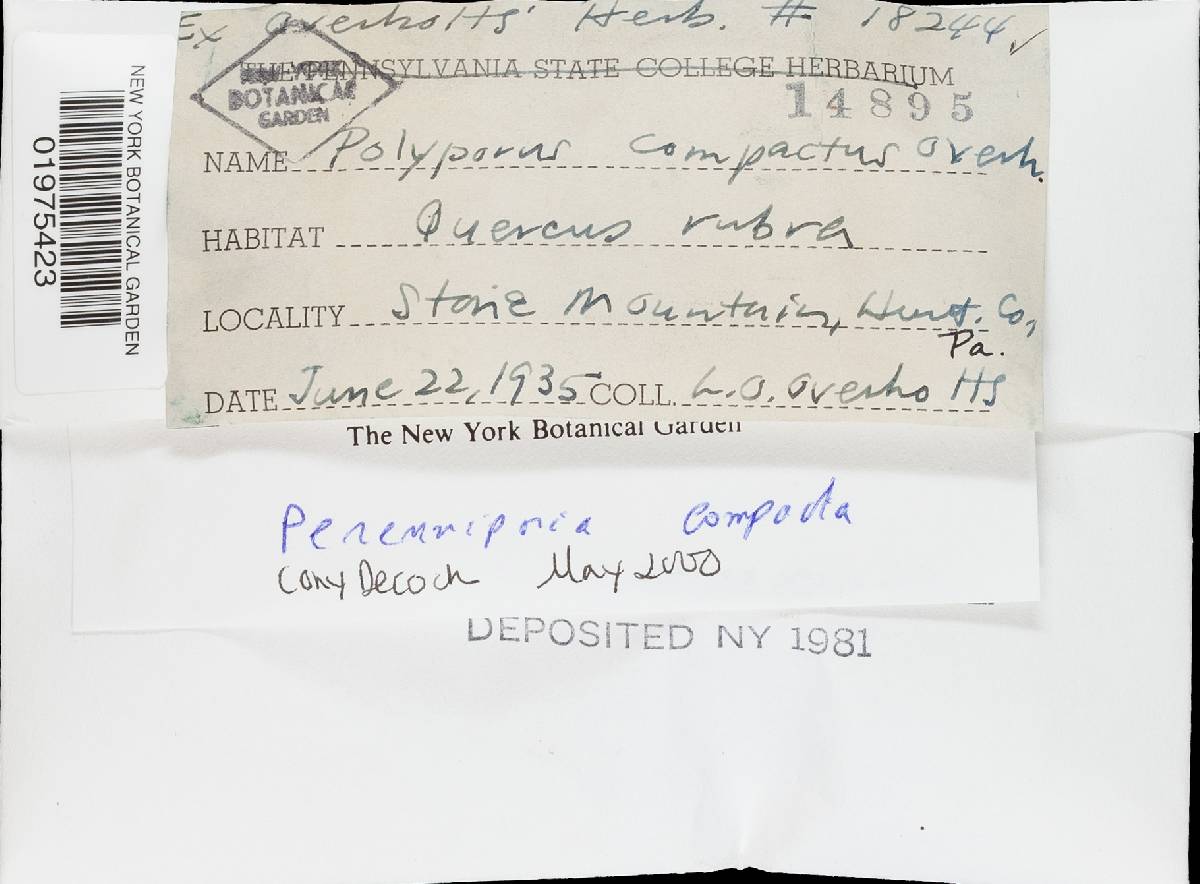 Ex Overholts' Herb. # 18244 ✓
THE PENNSYLVANIA STATE COLLEGE HERBARIUM
NEW YORK
BOTANICAL
GARDEN
14895
NAME Polyporus compactus Overh.
HABITAT Quercus rubra
LOCALITY Stone Mountain, Hunt. Co.,
Pa.
DATE June 22, 1935 COLL. L.O. Overholts
NEW YORK BOTANICAL GARDEN
01975423
The New York Botanical Garden
Perenniporia compacta
Cony Decock May 2000
DEPOSITED NY 1981